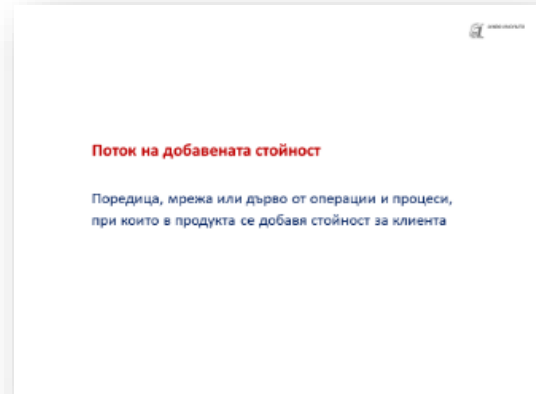 Поток на добавената стойност
Поредица, мрежа или дърво от операции и процеси,
при които в продукта се добавя стойност за клиента